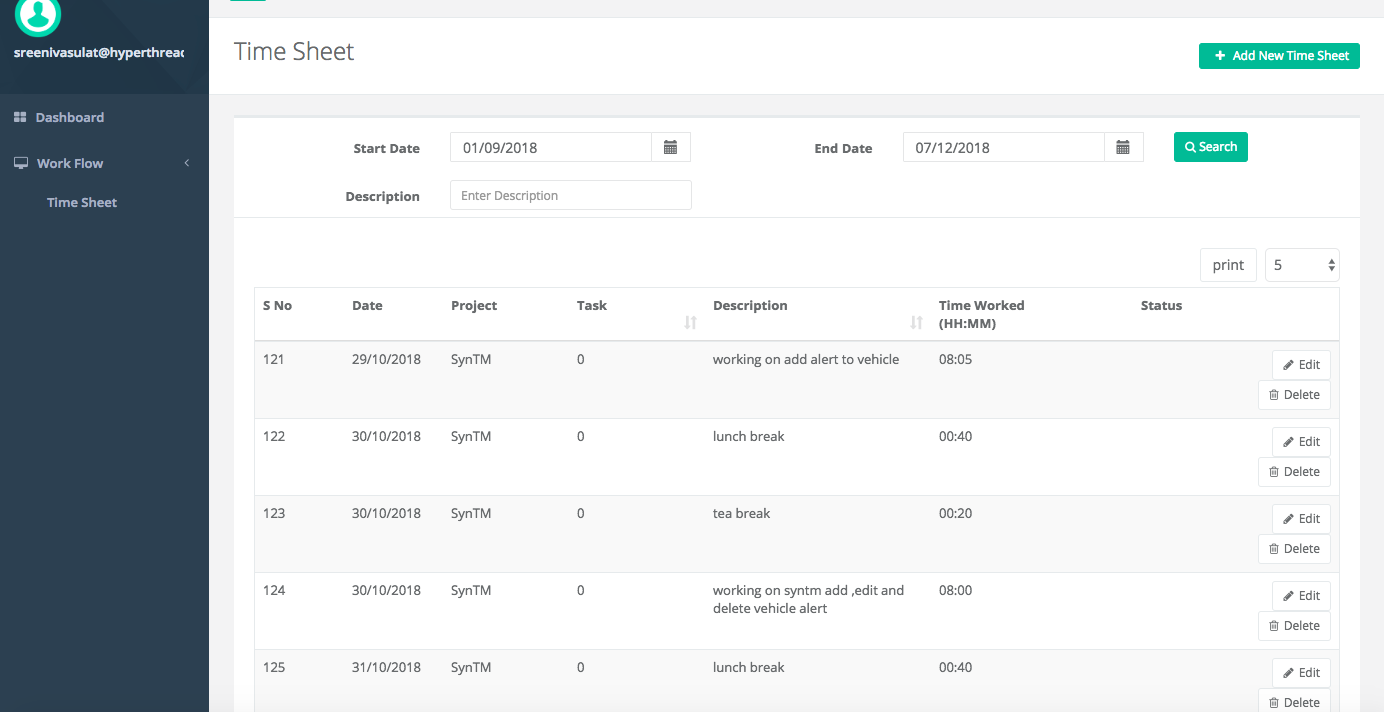 sreenivasulat@hyperthread
Dashboard
Work Flow
Time Sheet
Time Sheet
+ Add New Time Sheet
Start Date 01/09/2018 End Date 07/12/2018 Search
Description Enter Description
print 5
S No Date Project Task Description Time Worked (HH:MM) Status
121 29/10/2018 SynTM 0 working on add alert to vehicle 08:05 Edit
Delete
122 30/10/2018 SynTM 0 lunch break 00:40 Edit
Delete
123 30/10/2018 SynTM 0 tea break 00:20 Edit
Delete
124 30/10/2018 SynTM 0 working on syntm add ,edit and 08:00 Edit
delete vehicle alert Delete
125 31/10/2018 SynTM 0 lunch break 00:40 Edit
Delete